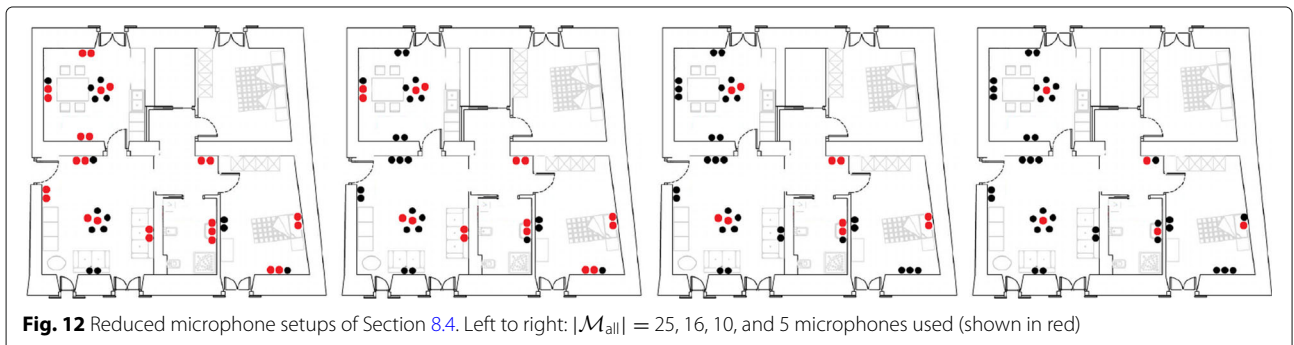 Fig. 12 Reduced microphone setups of Section 8.4. Left to right: |ℳall| = 25, 16, 10, and 5 microphones used (shown in red)